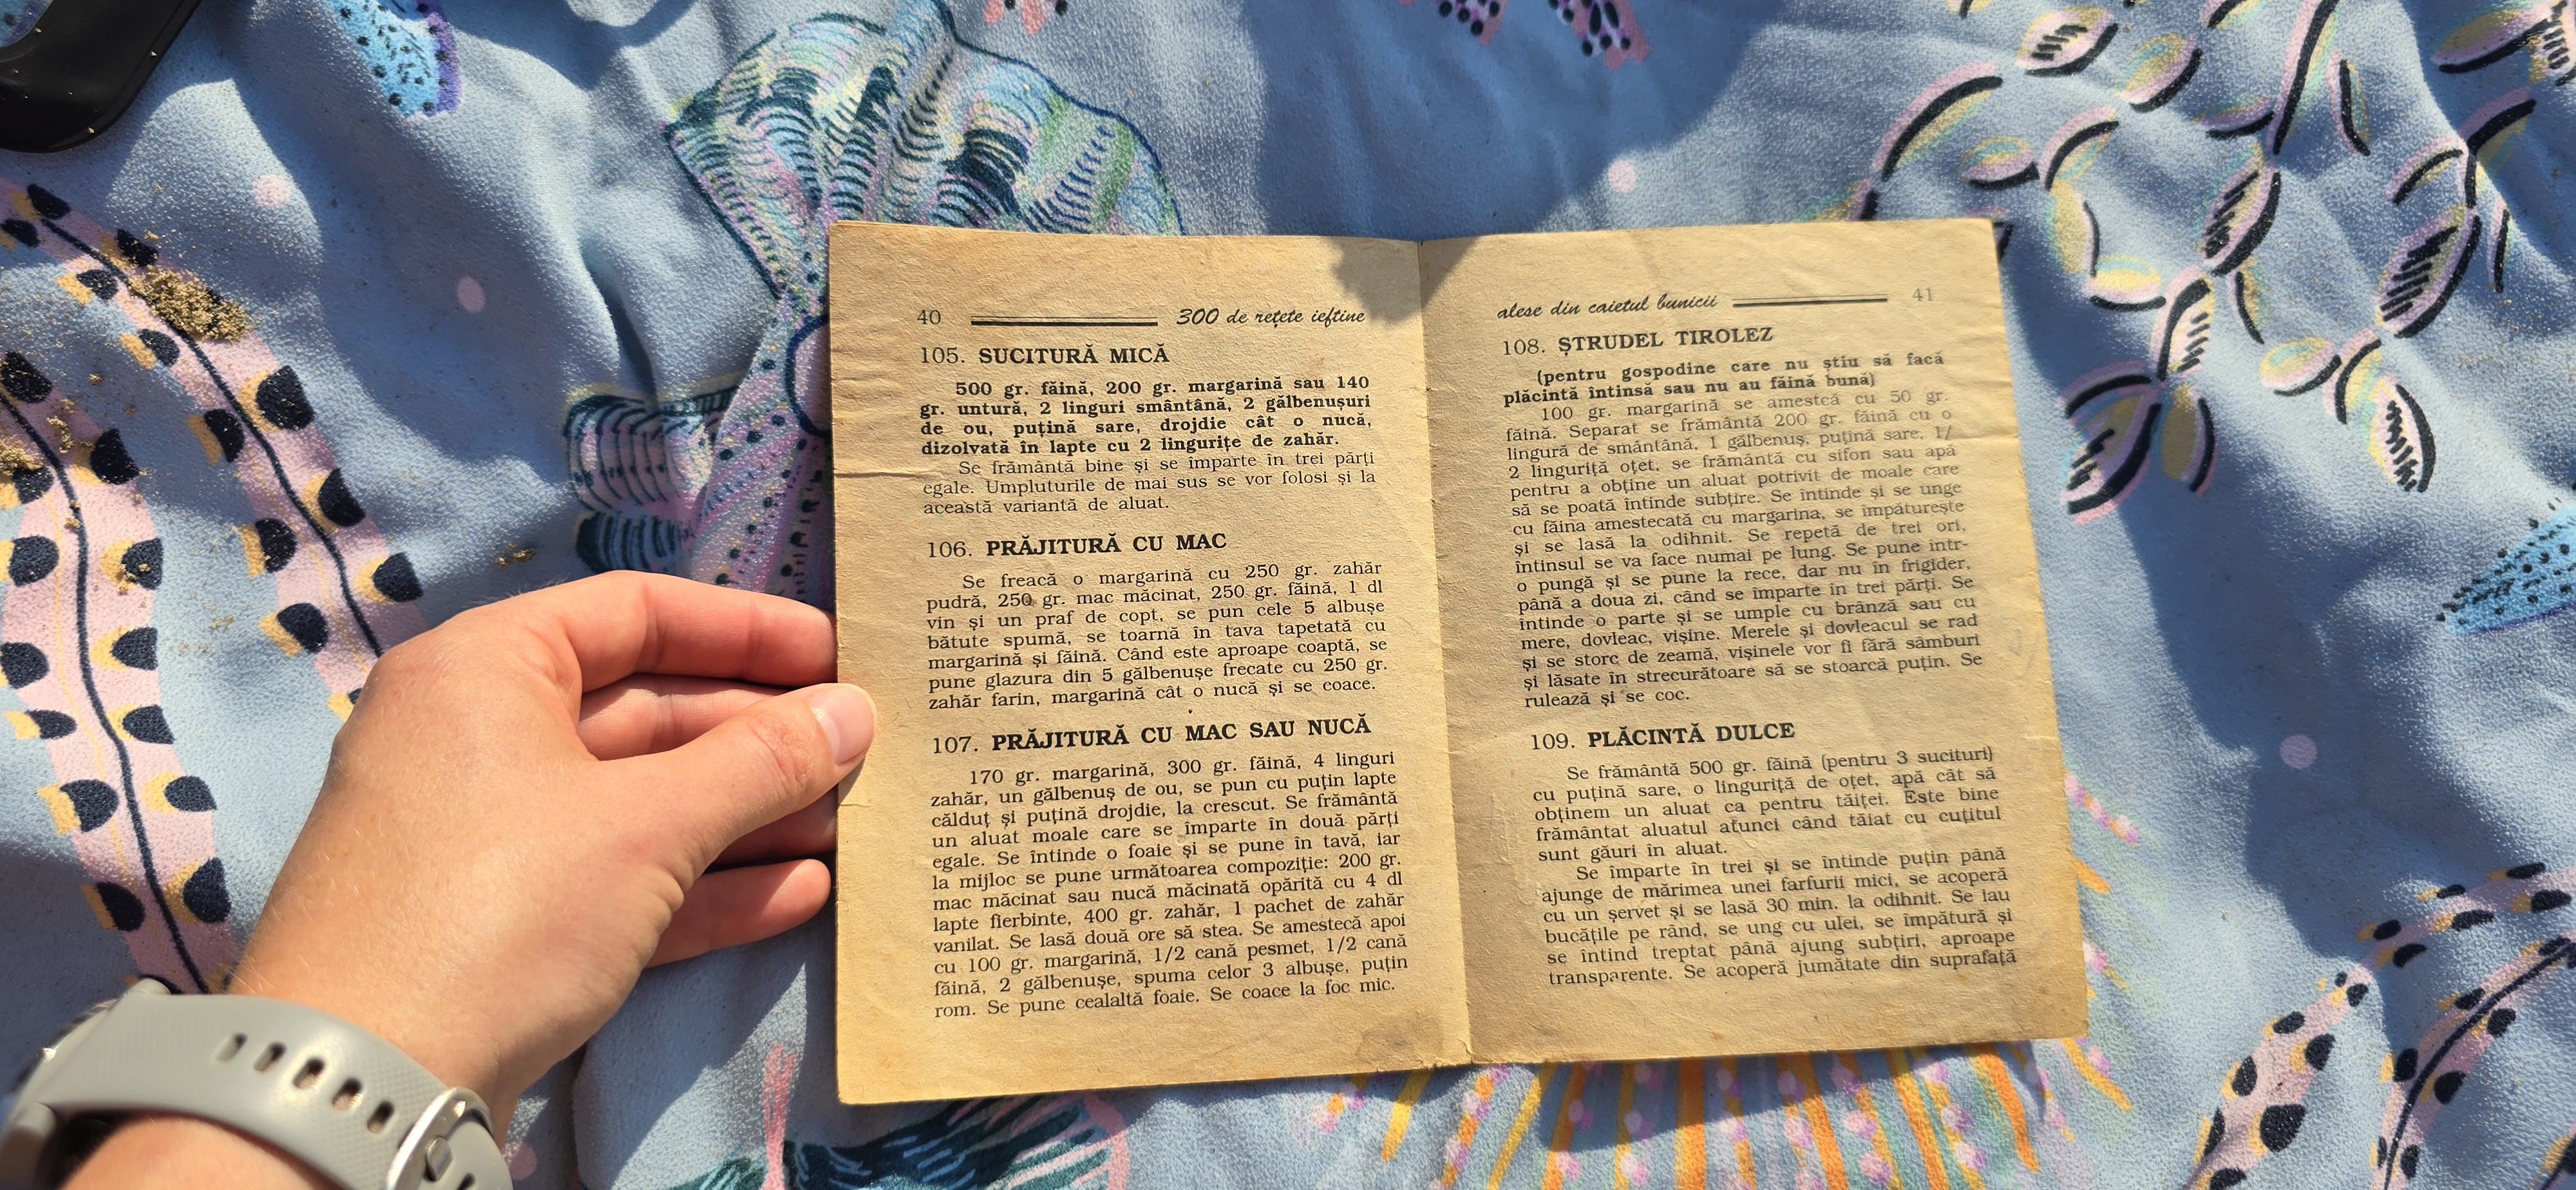 40 300 de rețete ieftine
105. SUCITURĂ MICĂ
500 gr. făină, 200 gr. margarină sau 140
gr. untură, 2 linguri smântână, 2 gălbenușuri
de ou, puțină sare, drojdie cât o nucă,
dizolvată în lapte cu 2 lingurițe de zahăr.
Se frământă bine și se împarte în trei părți
egale. Umpluturile de mai sus se vor folosi și la
această variantă de aluat.
106. PRĂJITURĂ CU MAC
Se freacă o margarină cu 250 gr. zahăr
pudră, 250 gr. mac măcinat, 250 gr. făină, 1 dl
vin și un praf de copt, se pun cele 5 albușe
bătute spumă, se toarnă în tava tapetată cu
margarină și făină. Când este aproape coaptă, se
pune glazura din 5 gălbenușe frecate cu 250 gr.
zahăr farin, margarină cât o nucă și se coace.
107. PRĂJITURĂ CU MAC SAU NUCĂ
170 gr. margarină, 300 gr. făină, 4 linguri
zahăr, un gălbenuș de ou, se pun cu puțin lapte
călduț și puțină drojdie, la crescut. Se frământă
un aluat moale care se împarte în două părți
egale. Se întinde o foaie și se pune în tavă, iar
la mijloc se pune următoarea compoziție: 200 gr.
mac măcinat sau nucă măcinată opărită cu 4 dl
lapte fierbinte, 400 gr. zahăr, 1 pachet de zahăr
vanilat. Se lasă două ore să stea. Se amestecă apoi
cu 100 gr. margarină, 1/2 cană pesmet, 1/2 cană
făină, 2 gălbenușe, spuma celor 3 albușe, puțin
rom. Se pune cealaltă foaie. Se coace la foc mic.
alese din caietul bunicii 41
108. ȘTRUDEL TIROLEZ
(pentru gospodine care nu știu să facă
plăcintă întinsă sau nu au făină bună)
100 gr. margarină se amestcă cu 50 gr.
făină. Separat se frământă 200 gr. făină cu o
lingură de smântână, 1 gălbenuș, puțină sare, 1/
2 linguriță oțet, se frământă cu sifon sau apă
pentru a obține un aluat potrivit de moale care
să se poată întinde subțire. Se întinde și se unge
cu făina amestecată cu margarina, se împăturește
și se lasă la odihnit. Se repetă de trei ori,
întinsul se va face numai pe lung. Se pune într-
o pungă și se pune la rece, dar nu în frigider,
până a doua zi, când se împarte în trei părți. Se
întinde o parte și se umple cu brânză sau cu
mere, dovleac, vișine. Merele și dovleacul se rad
și se storc de zeamă, vișinele vor fi fără sâmburi
și lăsate în strecurătoare să se stoarcă puțin. Se
rulează și se coc.
109. PLĂCINTĂ DULCE
Se frământă 500 gr. făină (pentru 3 sucituri)
cu puțină sare, o linguriță de oțet, apă cât să
obținem un aluat ca pentru tăiței. Este bine
frământat aluatul atunci când tăiat cu cuțitul
sunt găuri în aluat.
Se împarte în trei și se întinde puțin până
ajunge de mărimea unei farfurii mici, se acoperă
cu un șervet și se lasă 30 min. la odihnit. Se iau
bucățile pe rând, se ung cu ulei, se împătură și
se întind treptat până ajung subțiri, aproape
transparente. Se acoperă jumătate din suprafață